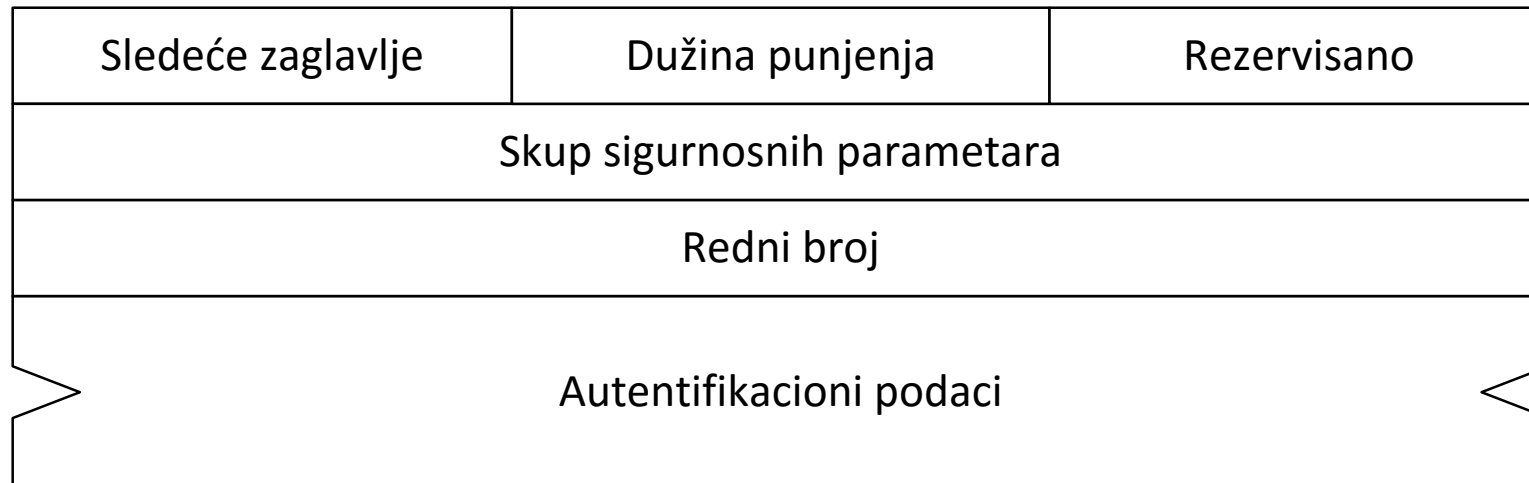 Sledeće zaglavlje Dužina punjenja Rezervisano
Skup sigurnosnih parametara
Redni broj
Autentifikacioni podaci